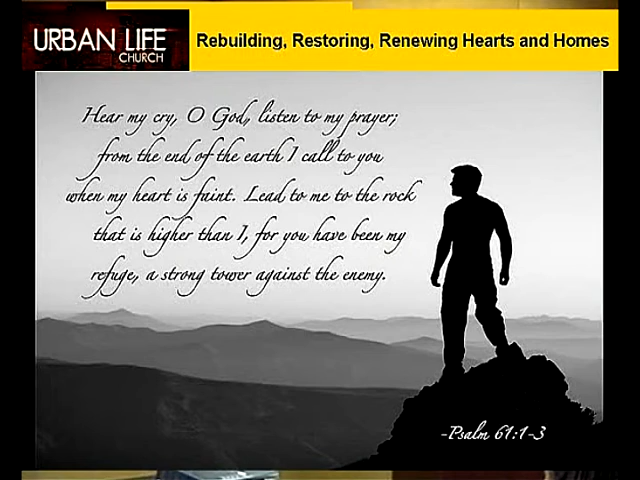 URBAN LIFE
CHURCH
Rebuilding, Restoring, Renewing Hearts and Homes
Hear my cry, O God, listen to my prayer;
from the end of the earth I call to you
when my heart is faint. Lead to me to the rock
that is higher than I, for you have been my
refuge, a strong tower against the enemy.
-Psalm 61:1-3